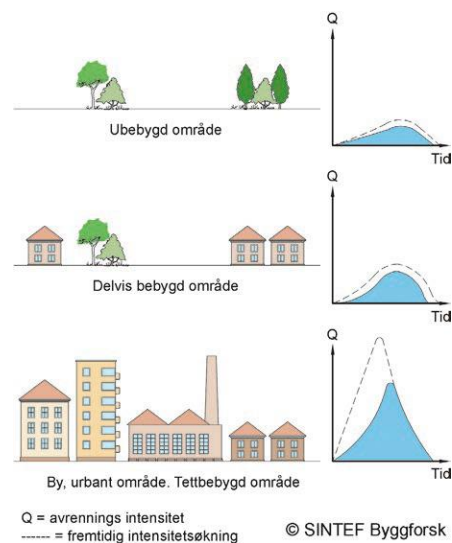 Q
Tid
Ubebygd område
Q
Tid
Delvis bebygd område
Q
Tid
By, urbant område. Tettbebygd område
Q = avrennings intensitet
------ = fremtidig intensitetsøkning
© SINTEF Byggforsk